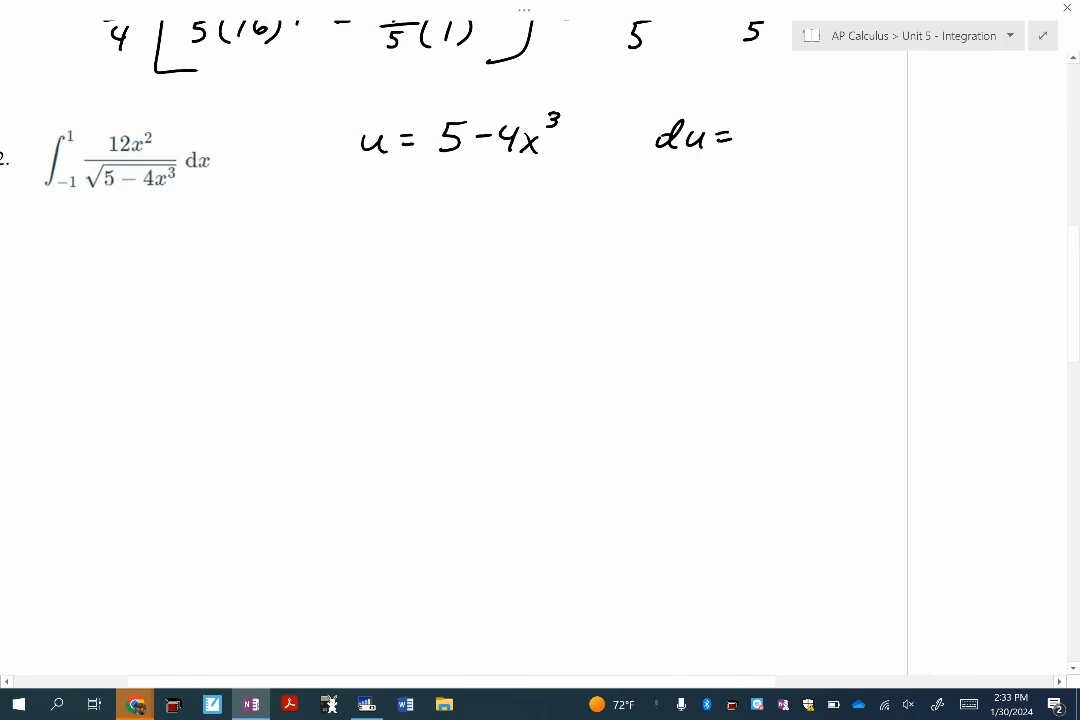 4 5(16) - 5(1) 5 5
AP Calculus > Unit 5 - Integration
2. ∫_{-1}^{1} 12x² / √(5 − 4x³) dx u = 5 - 4x³ du =
72°F
2:33 PM
1/30/2024
2